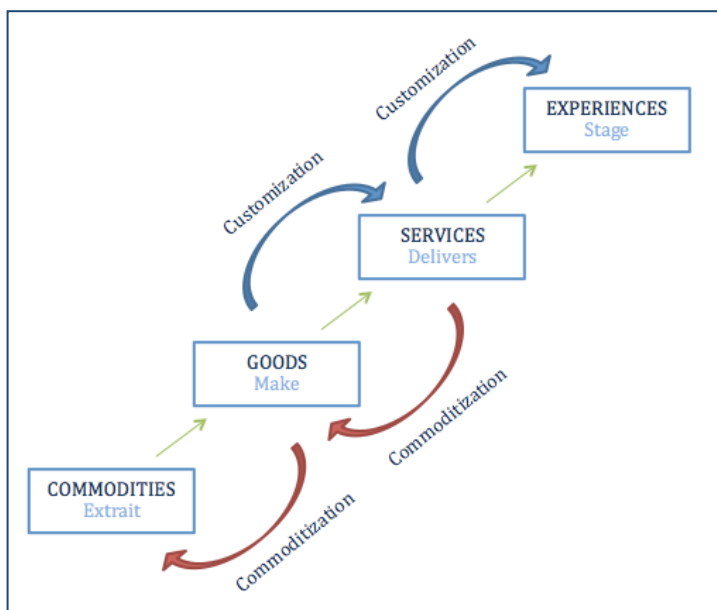 Customization
EXPERIENCES
Stage
Customization
SERVICES
Delivers
GOODS
Make
Commoditization
COMMODITIES
Extrait
Commoditization